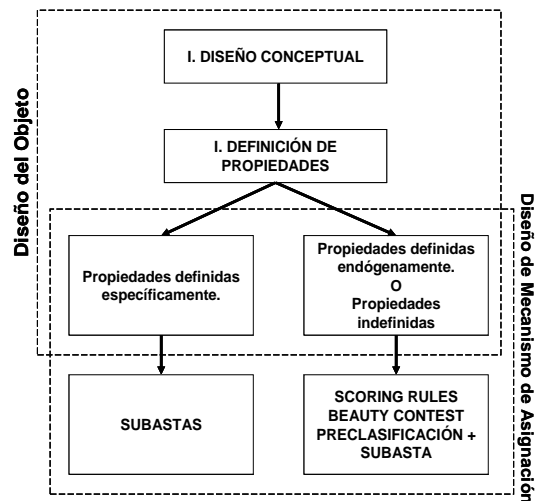 I. DISEÑO CONCEPTUAL
I. DEFINICIÓN DE
PROPIEDADES
Diseño del Objeto
Diseño de Mecanismo de Asignación
Propiedades definidas
específicamente.
Propiedades definidas
endógenamente.
O
Propiedades
indefinidas
SUBASTAS
SCORING RULES
BEAUTY CONTEST
PRECLASIFICACIÓN +
SUBASTA